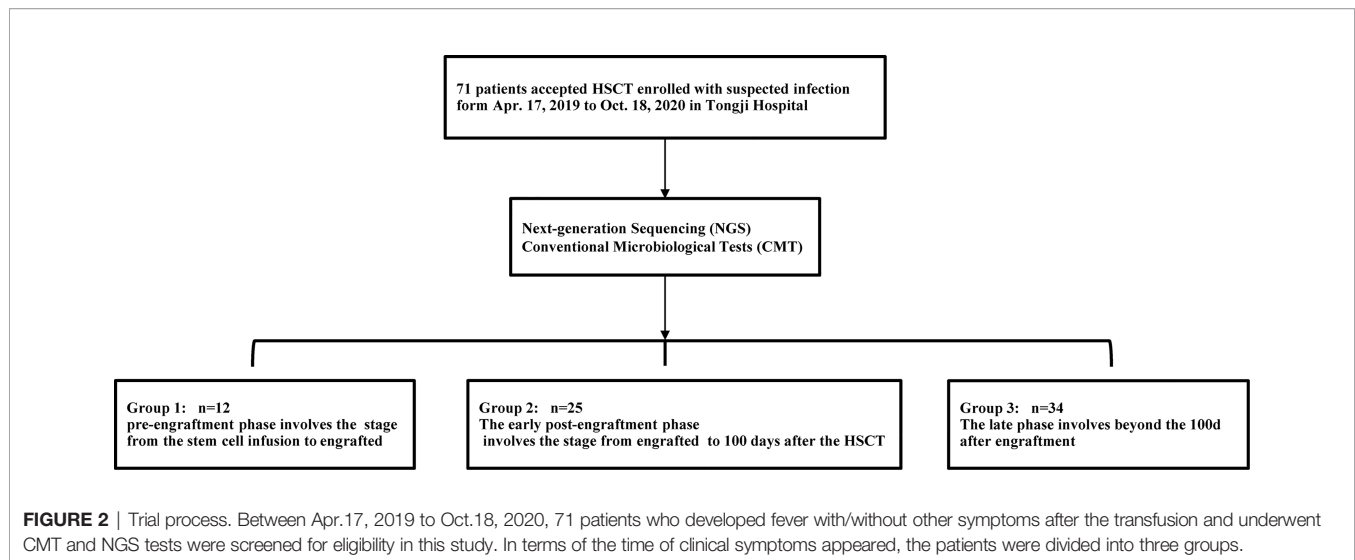 71 patients accepted HSCT enrolled with suspected infection
form Apr. 17, 2019 to Oct. 18, 2020 in Tongji Hospital
Next-generation Sequencing (NGS)
Conventional Microbiological Tests (CMT)
Group 1: n=12
pre-engraftment phase involves the stage
from the stem cell infusion to engrafted
Group 2: n=25
The early post-engraftment phase
involves the stage from engrafted to 100 days after the HSCT
Group 3: n=34
The late phase involves beyond the 100d
after engraftment
FIGURE 2 | Trial process. Between Apr.17, 2019 to Oct.18, 2020, 71 patients who developed fever with/without other symptoms after the transfusion and underwent
CMT and NGS tests were screened for eligibility in this study. In terms of the time of clinical symptoms appeared, the patients were divided into three groups.